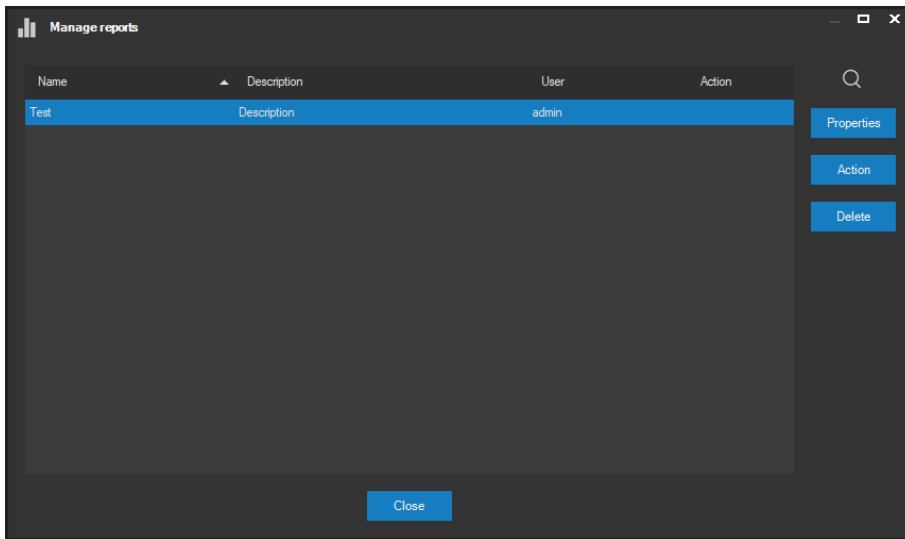 Manage reports
Name Description User Action
Test Description admin
Properties
Action
Delete
Close